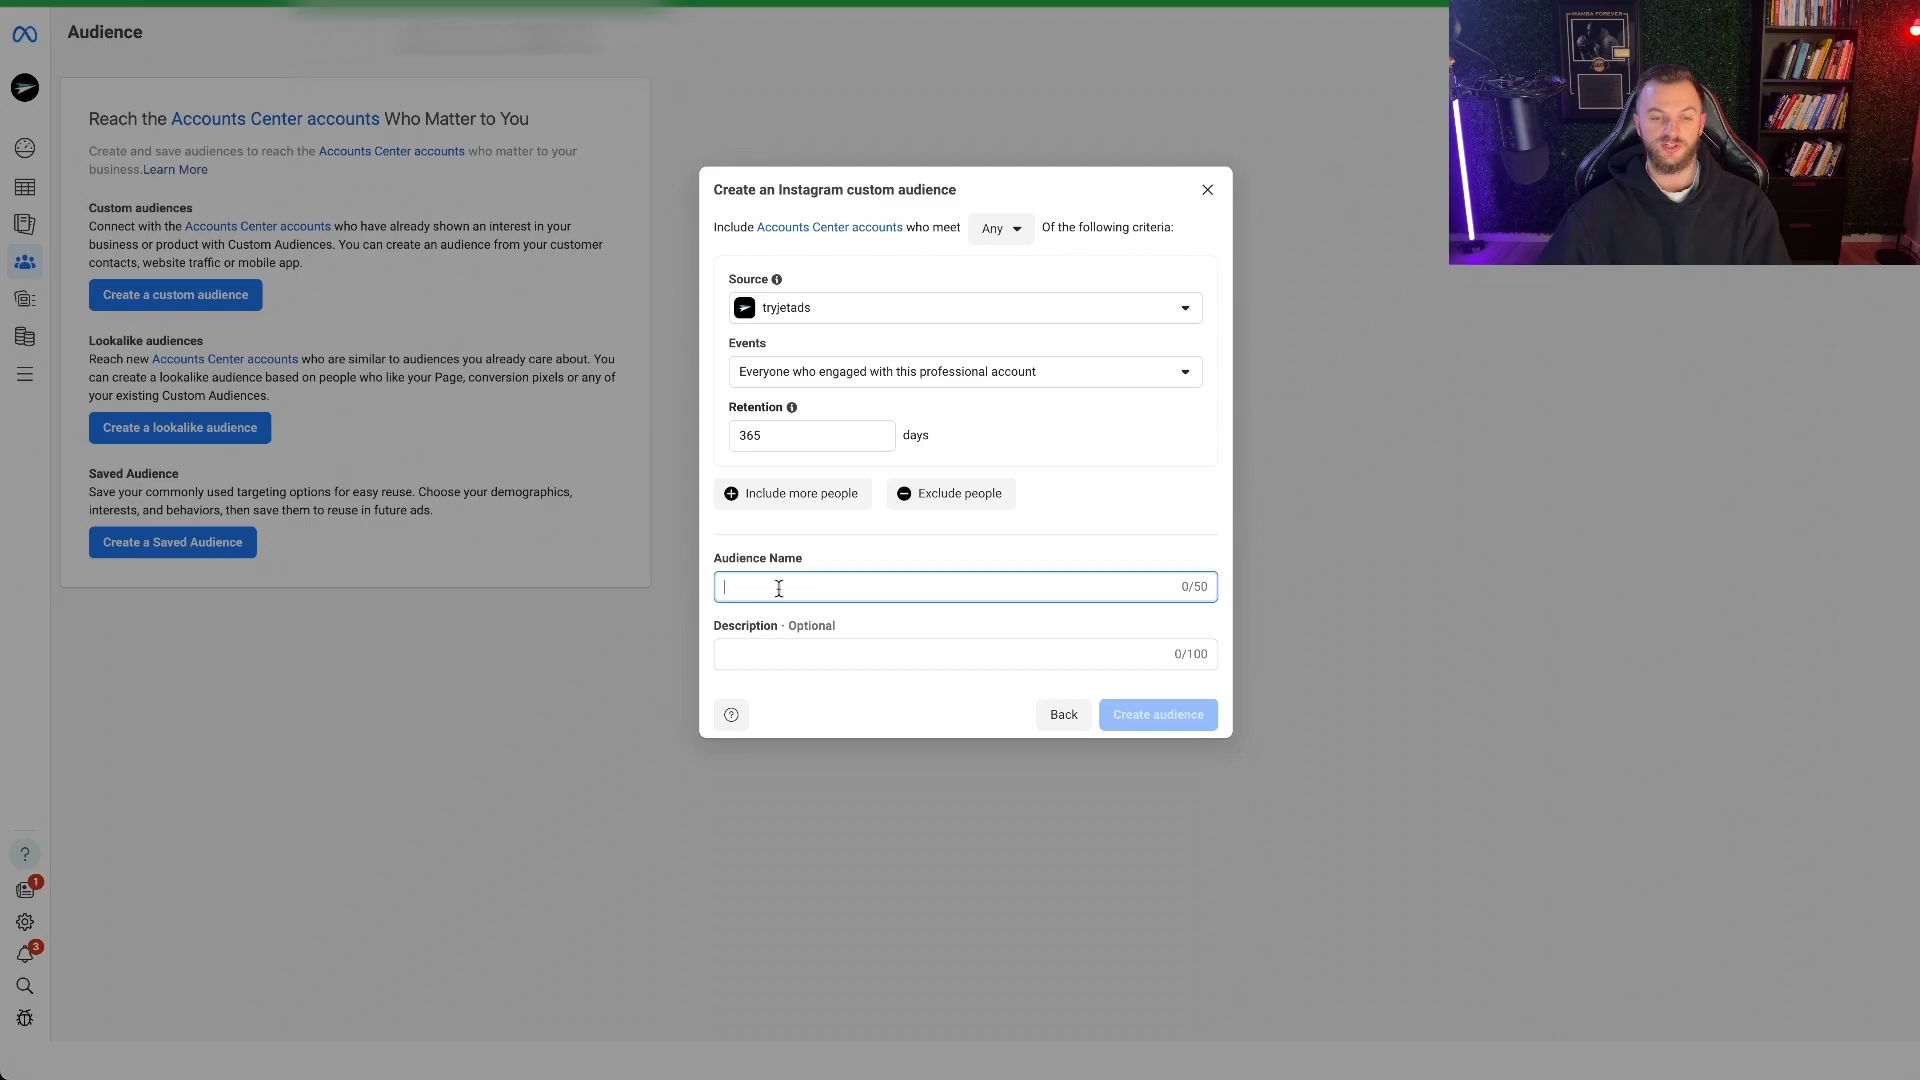 Audience
Reach the Accounts Center accounts Who Matter to You
Create and save audiences to reach the Accounts Center accounts who matter to your
business.Learn More
Custom audiences
Connect with the Accounts Center accounts who have already shown an interest in your
business or product with Custom Audiences. You can create an audience from your customer
contacts, website traffic or mobile app.
Create a custom audience
Lookalike audiences
Reach new Accounts Center accounts who are similar to audiences you already care about. You
can create a lookalike audience based on people who like your Page, conversion pixels or any of
your existing Custom Audiences.
Create a lookalike audience
Saved Audience
Save your commonly used targeting options for easy reuse. Choose your demographics,
interests, and behaviors, then save them to reuse in future ads.
Create a Saved Audience
1
3
Create an Instagram custom audience
Include Accounts Center accounts who meet Any Of the following criteria:
Source
tryjetads
Events
Everyone who engaged with this professional account
Retention
365 days
Include more people Exclude people
Audience Name
0/50
Description · Optional
0/100
Back Create audience
MAMBA FOREVER